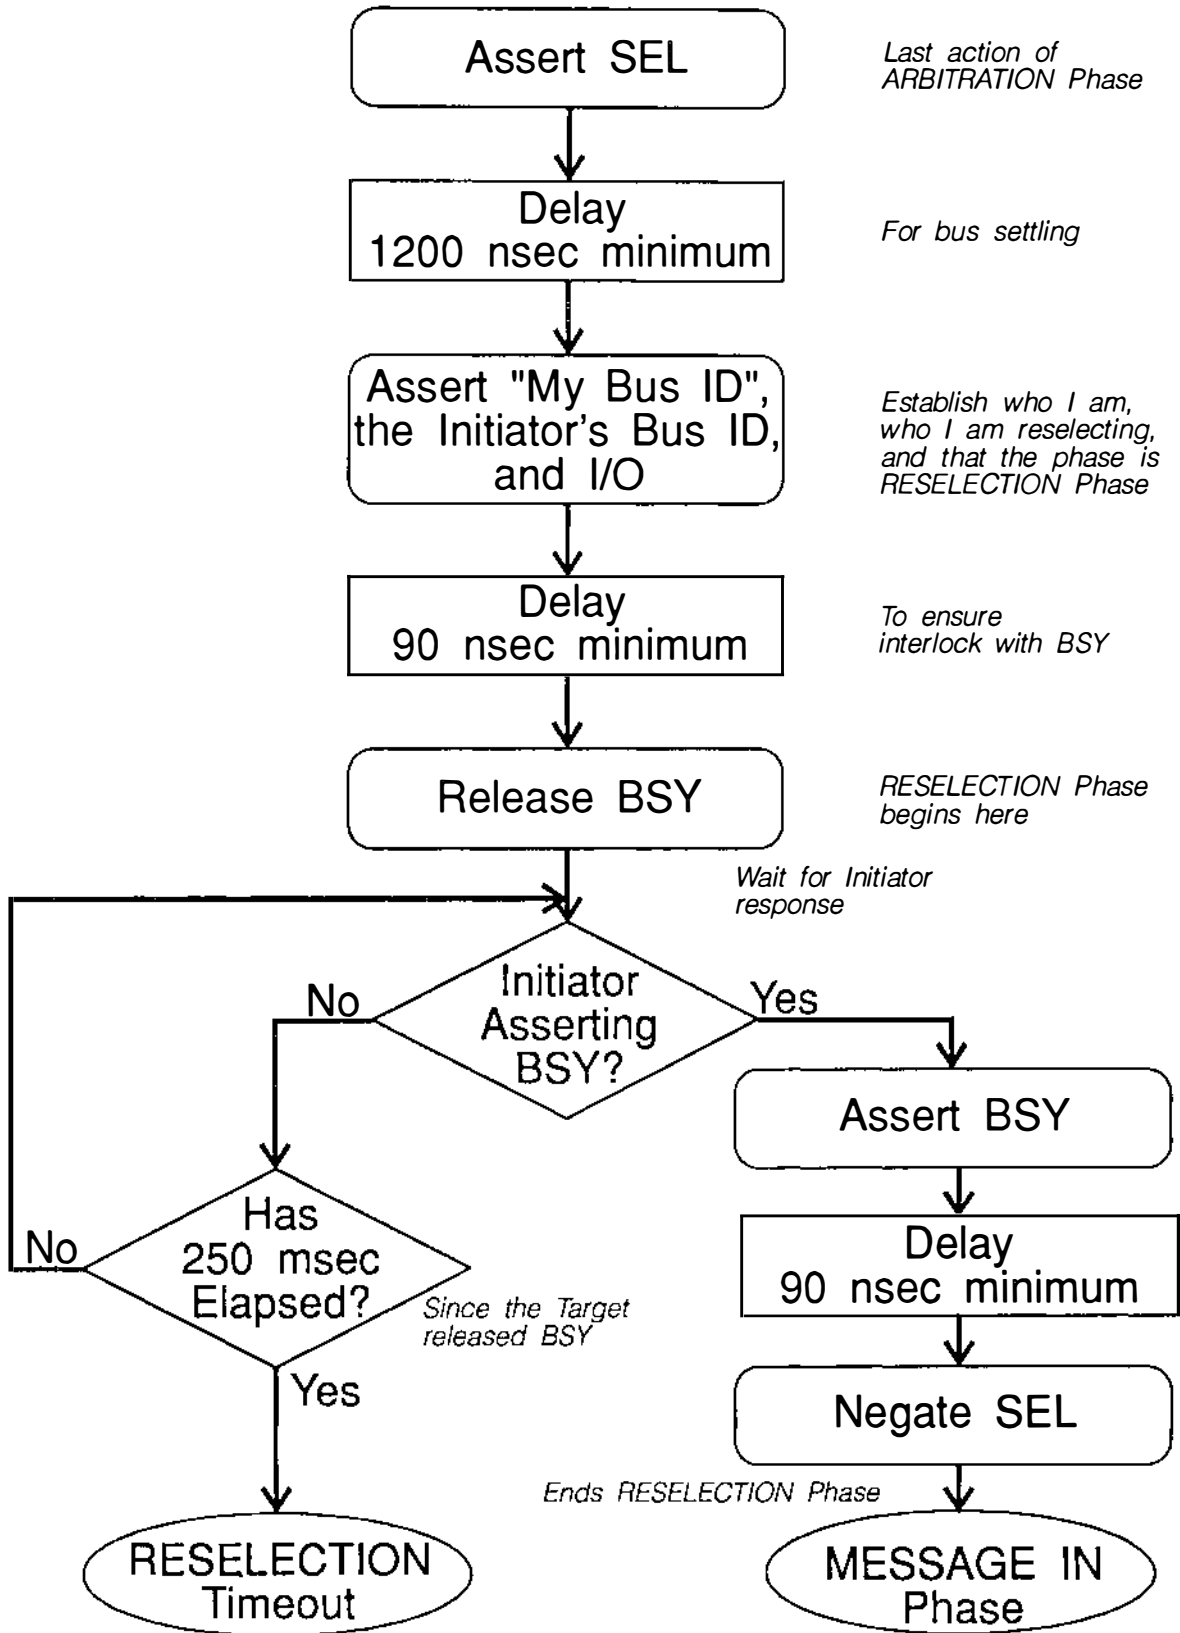 Assert SEL
Last action of
ARBITRATION Phase
Delay
1200 nsec minimum
For bus settling
Assert "My Bus ID",
the Initiator's Bus ID,
and I/O
Establish who I am,
who I am reselecting,
and that the phase is
RESELECTION Phase
Delay
90 nsec minimum
To ensure
interlock with BSY
Release BSY
RESELECTION Phase
begins here
Wait for Initiator
response
Initiator
Asserting
BSY?
No
Yes
Assert BSY
Has
250 msec
Elapsed?
No
Since the Target
released BSY
Yes
Delay
90 nsec minimum
Negate SEL
Ends RESELECTION Phase
RESELECTION
Timeout
MESSAGE IN
Phase